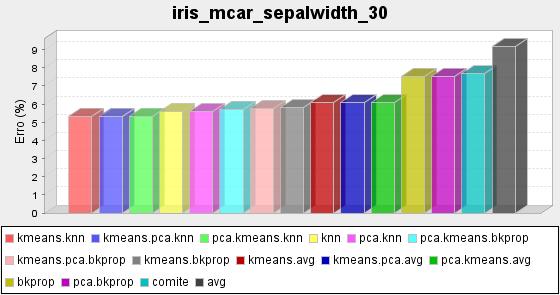 iris_mcar_sepalwidth_30
Erro (%)
9
8
7
6
5
4
3
2
1
0
kmeans.knn kmeans.pca.knn pca.kmeans.knn knn pca.knn pca.kmeans.bkprop
kmeans.pca.bkprop kmeans.bkprop kmeans.avg kmeans.pca.avg pca.kmeans.avg
bkprop pca.bkprop comite avg